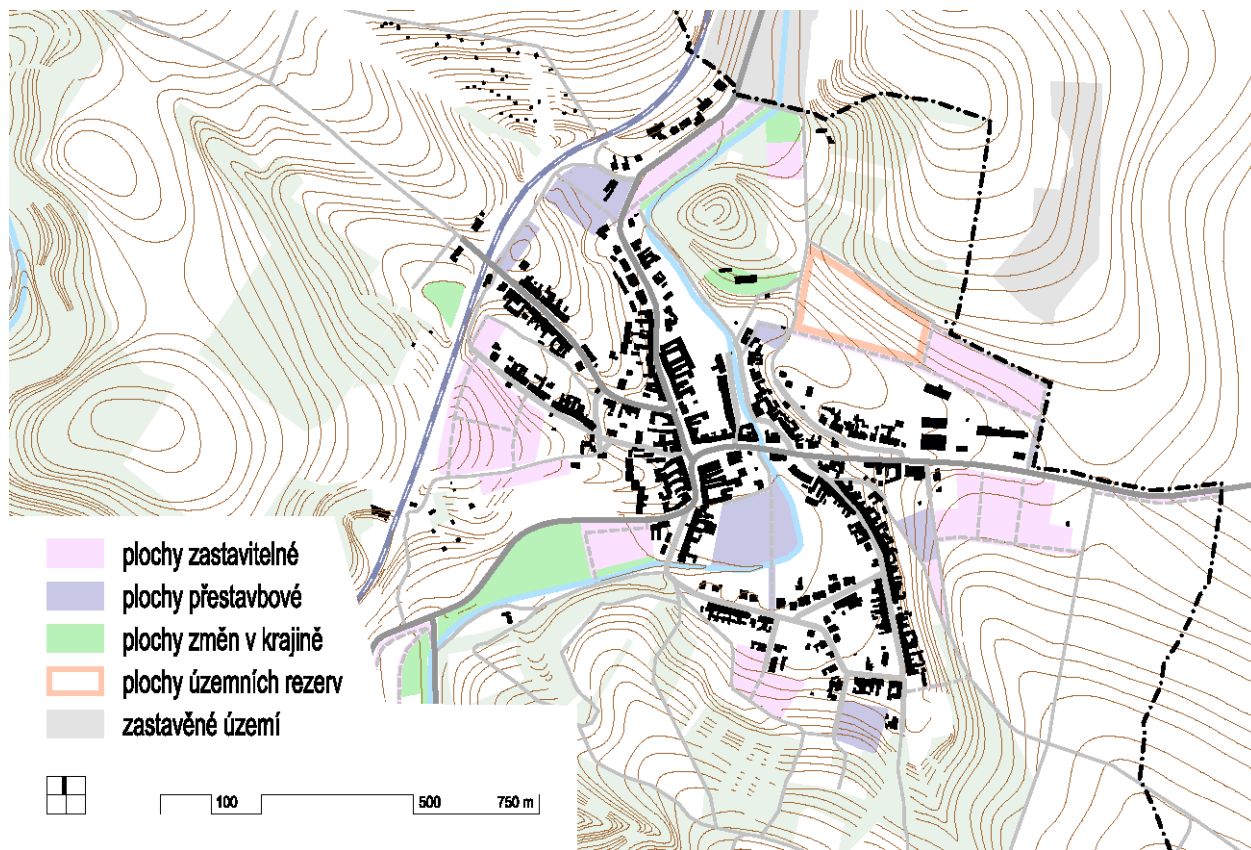 plochy zastavitelné
plochy přestavbové
plochy změn v krajině
plochy územních rezerv
zastavěné území
100 500 750 m